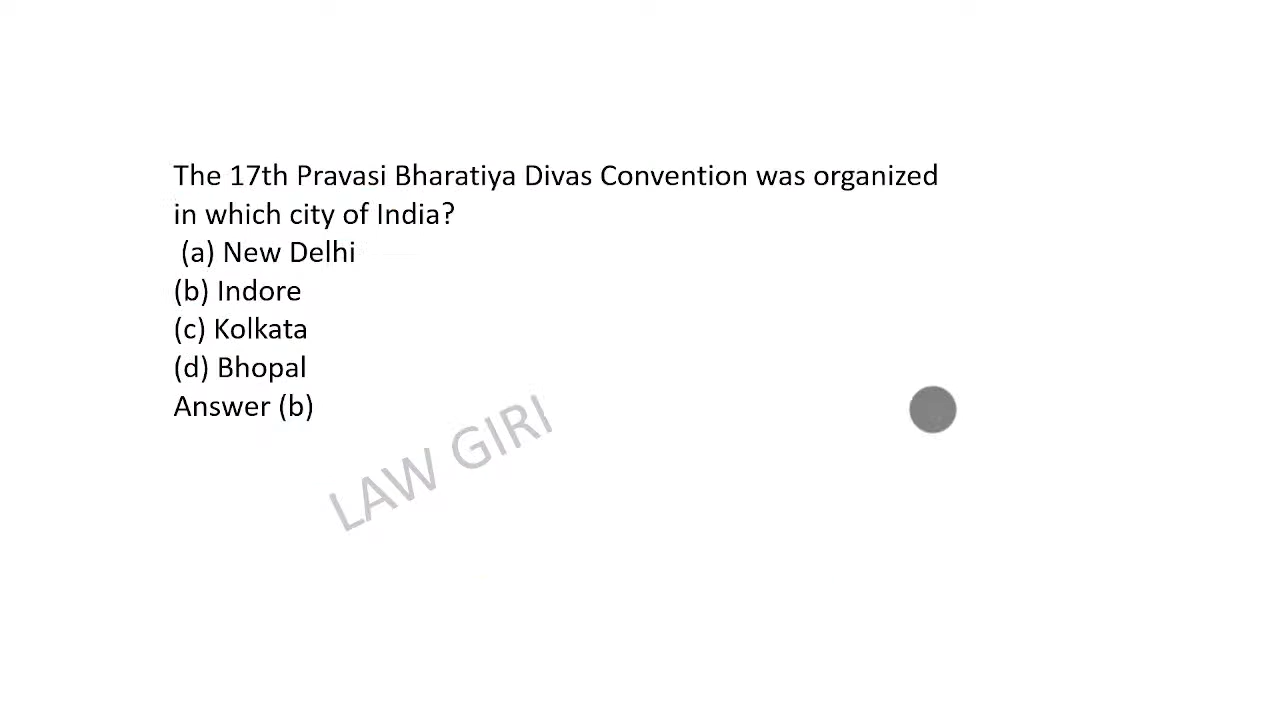 The 17th Pravasi Bharatiya Divas Convention was organized
in which city of India?
(a) New Delhi
(b) Indore
(c) Kolkata
(d) Bhopal
Answer (b)
LAW GIRI